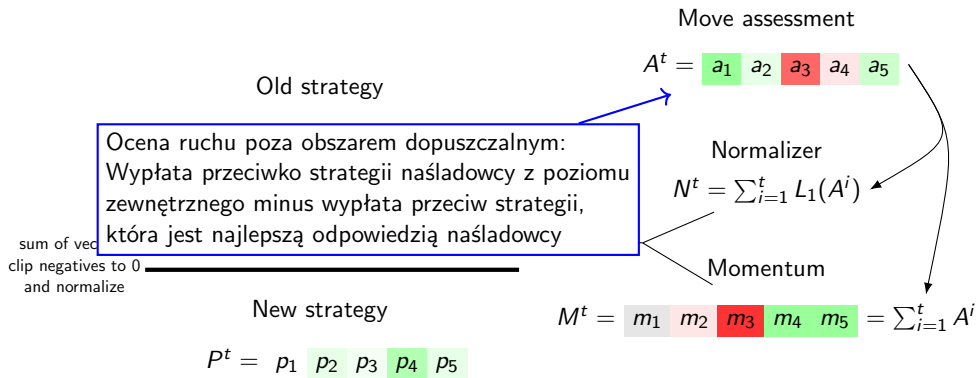 Move assessment
A^t = a_1 a_2 a_3 a_4 a_5
Old strategy
Ocena ruchu poza obszarem dopuszczalnym:
Wypłata przeciwko strategii naśladowcy z poziomu
zewnętrznego minus wypłata przeciw strategii,
która jest najlepszą odpowiedzią naśladowcy
Normalizer
N^t = ∑_{i=1}^t L_1(A^i)
sum of vec
clip negatives to 0
and normalize
Momentum
M^t = m_1 m_2 m_3 m_4 m_5 = ∑_{i=1}^t A^i
New strategy
P^t = p_1 p_2 p_3 p_4 p_5